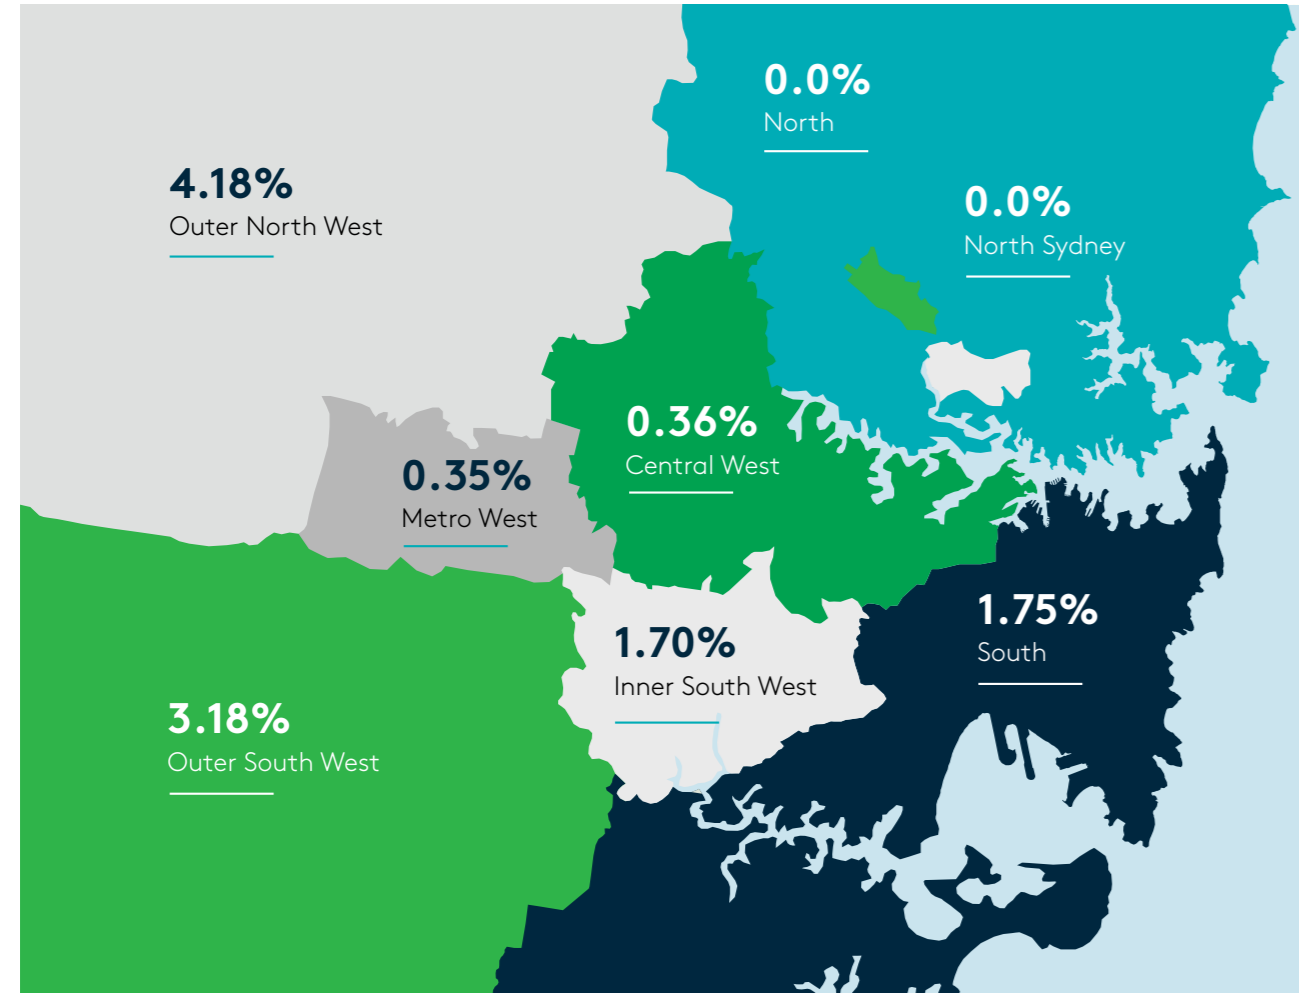 0.0%
North
4.18%
Outer North West
0.0%
North Sydney
0.36%
Central West
0.35%
Metro West
1.75%
South
1.70%
Inner South West
3.18%
Outer South West